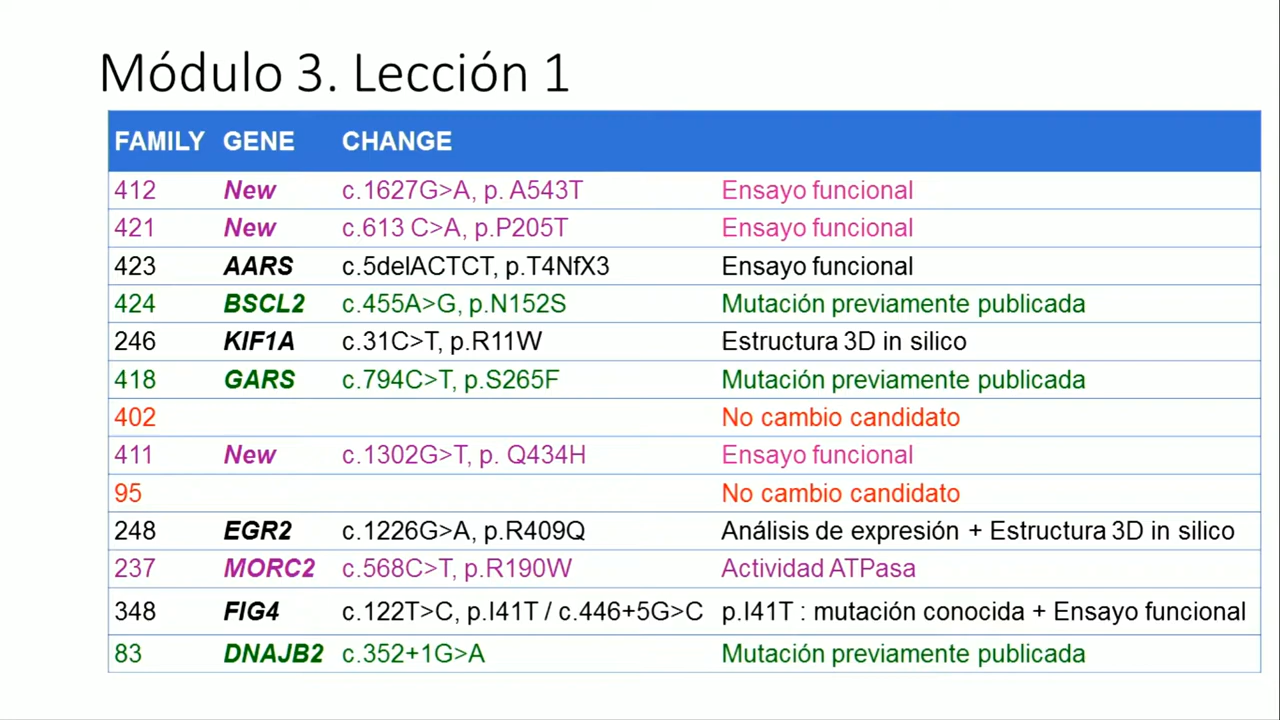 Módulo 3. Lección 1
FAMILY GENE CHANGE
412 New c.1627G>A, p. A543T Ensayo funcional
421 New c.613 C>A, p.P205T Ensayo funcional
423 AARS c.5delACTCT, p.T4NfX3 Ensayo funcional
424 BSCL2 c.455A>G, p.N152S Mutación previamente publicada
246 KIF1A c.31C>T, p.R11W Estructura 3D in silico
418 GARS c.794C>T, p.S265F Mutación previamente publicada
402 No cambio candidato
411 New c.1302G>T, p. Q434H Ensayo funcional
95 No cambio candidato
248 EGR2 c.1226G>A, p.R409Q Análisis de expresión + Estructura 3D in silico
237 MORC2 c.568C>T, p.R190W Actividad ATPasa
348 FIG4 c.122T>C, p.I41T / c.446+5G>C p.I41T : mutación conocida + Ensayo funcional
83 DNAJB2 c.352+1G>A Mutación previamente publicada